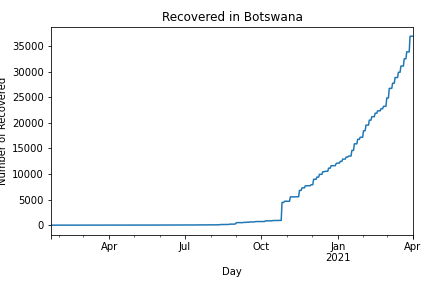 Recovered in Botswana
Number of Recovered
35000
30000
25000
20000
15000
10000
5000
0
Apr
Jul
Oct
Jan
2021
Apr
Day